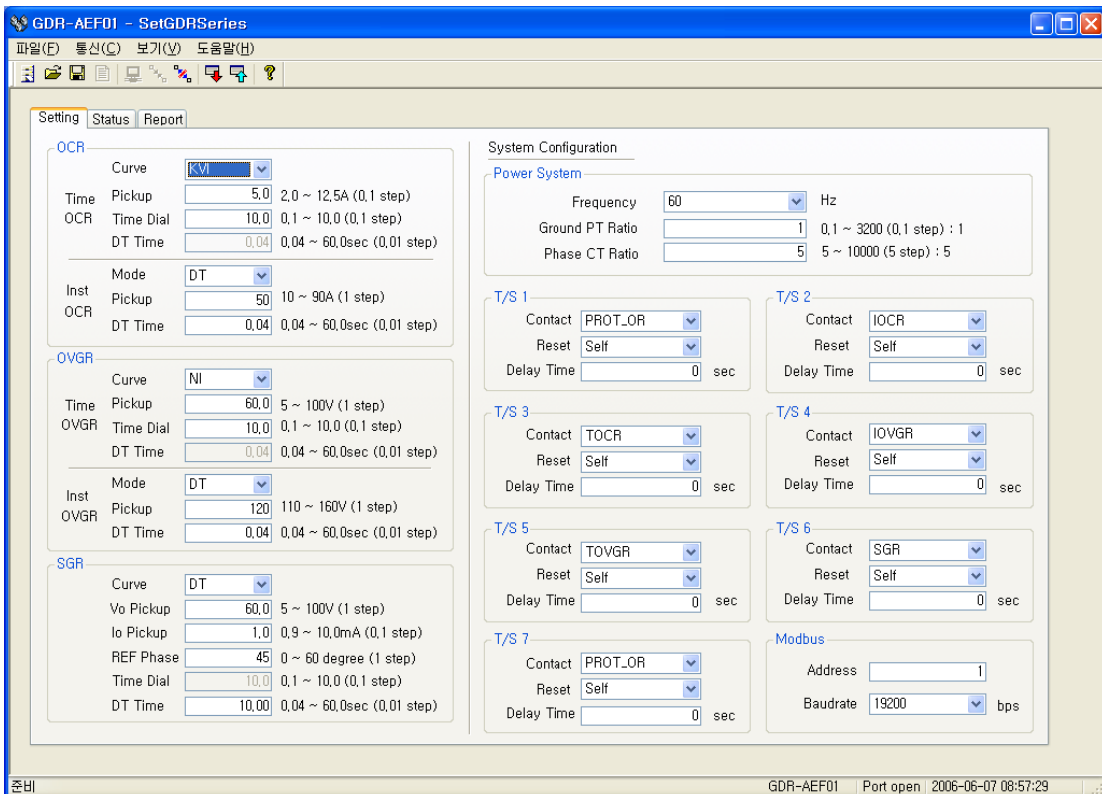 GDR-AEF01 - SetGDRSeries
파일(F) 통신(C) 보기(V) 도움말(H)
Setting Status Report
OCR
Curve KVI
Time OCR
Pickup 5.0 2.0 ~ 12.5A (0.1 step)
Time Dial 10.0 0.1 ~ 10.0 (0.1 step)
DT Time 0.04 0.04 ~ 60.0sec (0.01 step)
Mode DT
Inst OCR
Pickup 50 10 ~ 90A (1 step)
DT Time 0.04 0.04 ~ 60.0sec (0.01 step)
OVGR
Curve NI
Time OVGR
Pickup 60.0 5 ~ 100V (1 step)
Time Dial 10.0 0.1 ~ 10.0 (0.1 step)
DT Time 0.04 0.04 ~ 60.0sec (0.01 step)
Mode DT
Inst OVGR
Pickup 120 110 ~ 160V (1 step)
DT Time 0.04 0.04 ~ 60.0sec (0.01 step)
SGR
Curve DT
Vo Pickup 60.0 5 ~ 100V (1 step)
Io Pickup 1.0 0.9 ~ 10.0mA (0.1 step)
REF Phase 45 0 ~ 60 degree (1 step)
Time Dial 10.0 0.1 ~ 10.0 (0.1 step)
DT Time 10.00 0.04 ~ 60.0sec (0.01 step)
System Configuration
Power System
Frequency 60 Hz
Ground PT Ratio 1 0.1 ~ 3200 (0.1 step) : 1
Phase CT Ratio 5 5 ~ 10000 (5 step) : 5
T/S 1
Contact PROT_OR
Reset Self
Delay Time 0 sec
T/S 2
Contact IOCR
Reset Self
Delay Time 0 sec
T/S 3
Contact TOCR
Reset Self
Delay Time 0 sec
T/S 4
Contact IOVGR
Reset Self
Delay Time 0 sec
T/S 5
Contact TOVGR
Reset Self
Delay Time 0 sec
T/S 6
Contact SGR
Reset Self
Delay Time 0 sec
T/S 7
Contact PROT_OR
Reset Self
Delay Time 0 sec
Modbus
Address 1
Baudrate 19200 bps
준비 GDR-AEF01 Port open 2006-06-07 08:57:29